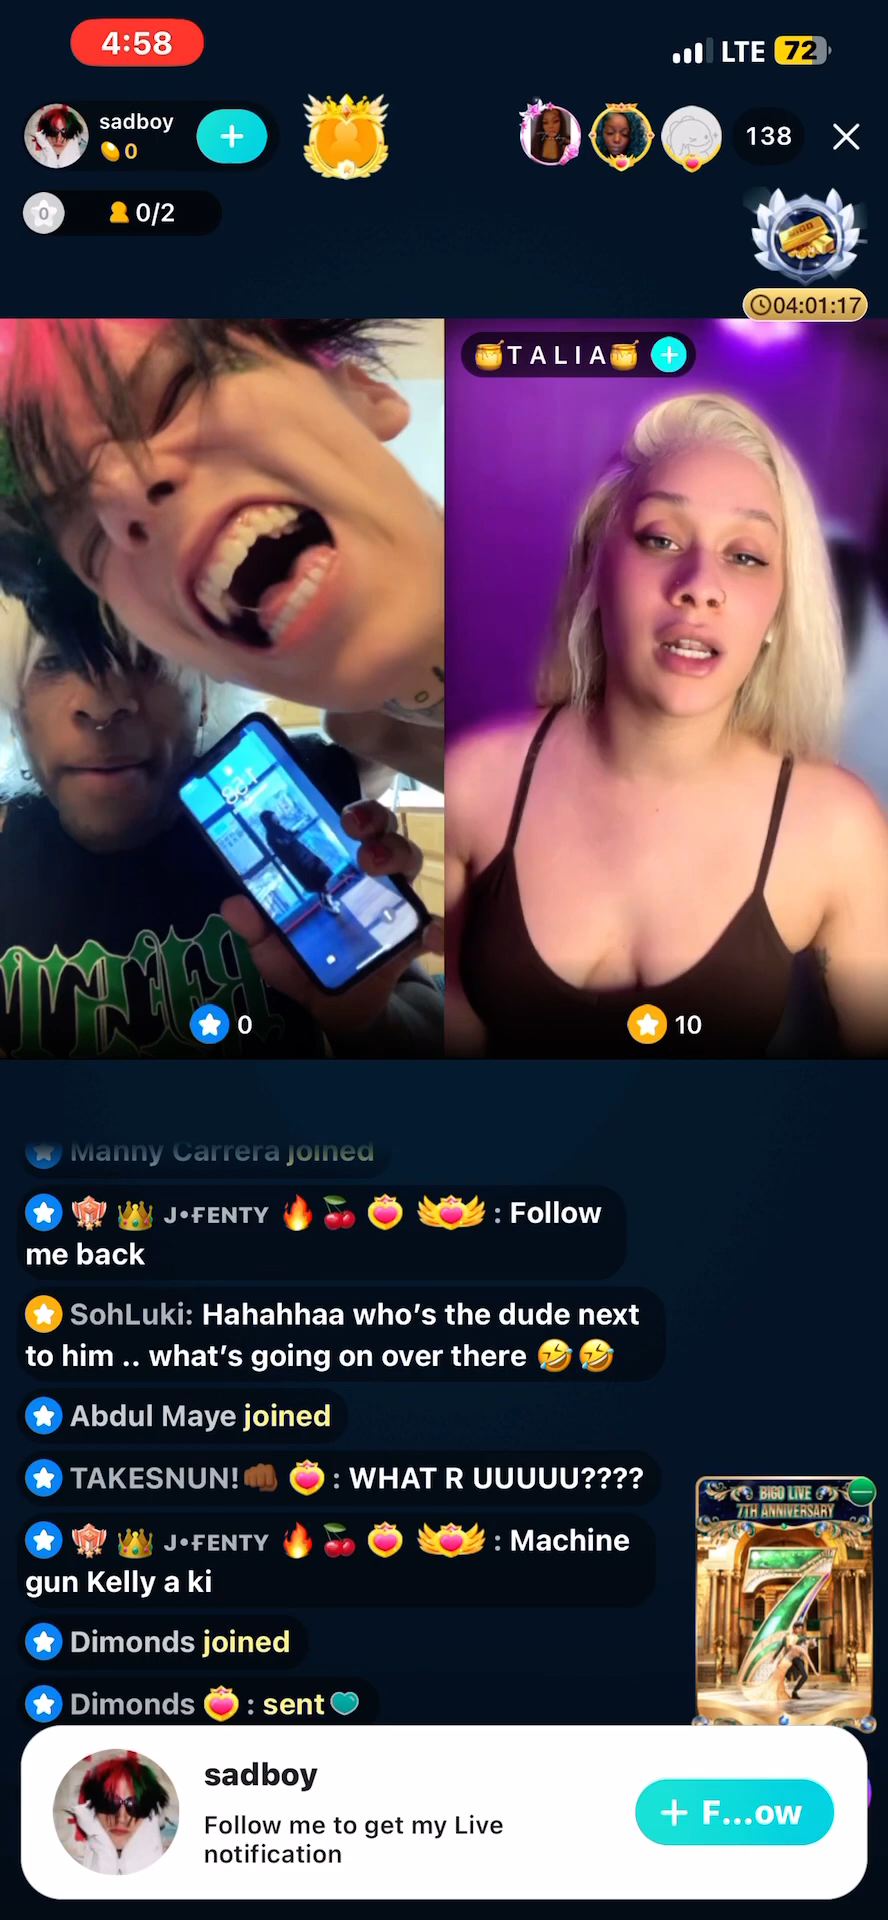 4:58
LTE 72
sadboy
0
138
0
0/2
BIGO
04:01:17
🍯T A L I A🍯
0
10
Manny Carrera joined
J•FENTY 🔥🍒 : Follow
me back
SohLuki: Hahahhaa who’s the dude next
to him .. what’s going on over there 🤣🤣
Abdul Maye joined
TAKESNUN!👊🏾 : WHAT R UUUUU????
J•FENTY 🔥🍒 : Machine
gun Kelly a ki
Dimonds joined
Dimonds : sent
BIGO LIVE
7TH ANNIVERSARY
7
sadboy
Follow me to get my Live
notification
+ F...ow